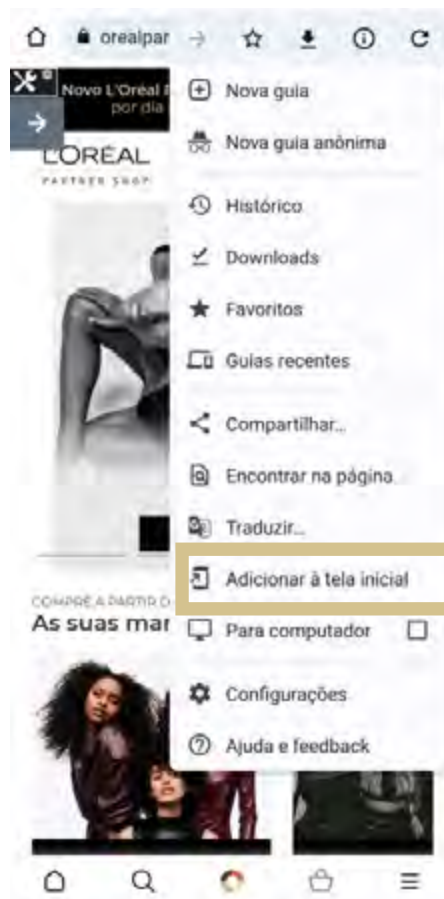 orealpar
Novo L'Oréal
por dia
L'ORÉAL
PARTNER SHOP
Nova guia
Nova guia anônima
Histórico
Downloads
Favoritos
Guias recentes
Compartilhar...
Encontrar na página
Traduzir...
Adicionar à tela inicial
COMPRE A PARTIR D
As suas mar
Para computador
Configurações
Ajuda e feedback